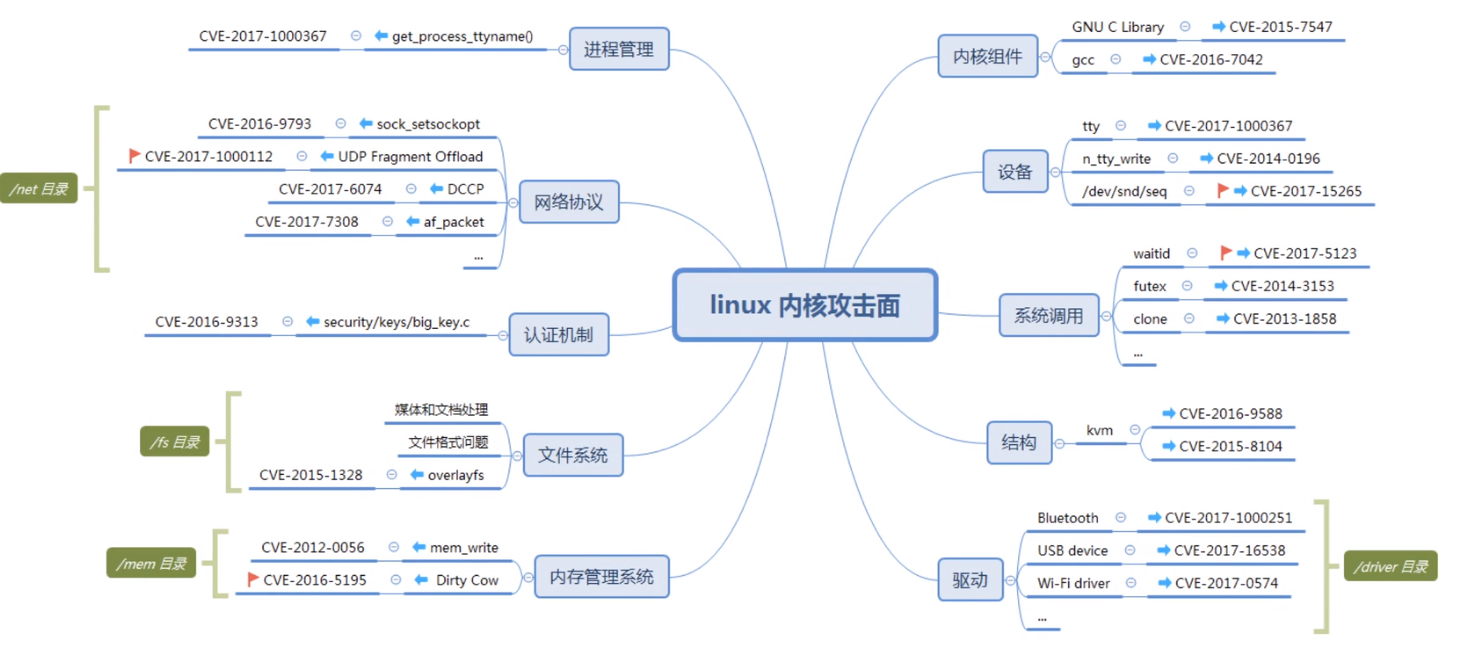 linux 内核攻击面
进程管理
get_process_ttyname()
CVE-2017-1000367
网络协议
sock_setsockopt
CVE-2016-9793
UDP Fragment Offload
CVE-2017-1000112
DCCP
CVE-2017-6074
af_packet
CVE-2017-7308
...
/net 目录
认证机制
security/keys/big_key.c
CVE-2016-9313
文件系统
媒体和文档处理
文件格式问题
overlayfs
CVE-2015-1328
/fs 目录
内存管理系统
mem_write
CVE-2012-0056
Dirty Cow
CVE-2016-5195
/mem 目录
内核组件
GNU C Library
CVE-2015-7547
gcc
CVE-2016-7042
设备
tty
CVE-2017-1000367
n_tty_write
CVE-2014-0196
/dev/snd/seq
CVE-2017-15265
系统调用
waitid
CVE-2017-5123
futex
CVE-2014-3153
clone
CVE-2013-1858
...
结构
kvm
CVE-2016-9588
CVE-2015-8104
驱动
Bluetooth
CVE-2017-1000251
USB device
CVE-2017-16538
Wi-Fi driver
CVE-2017-0574
...
/driver 目录